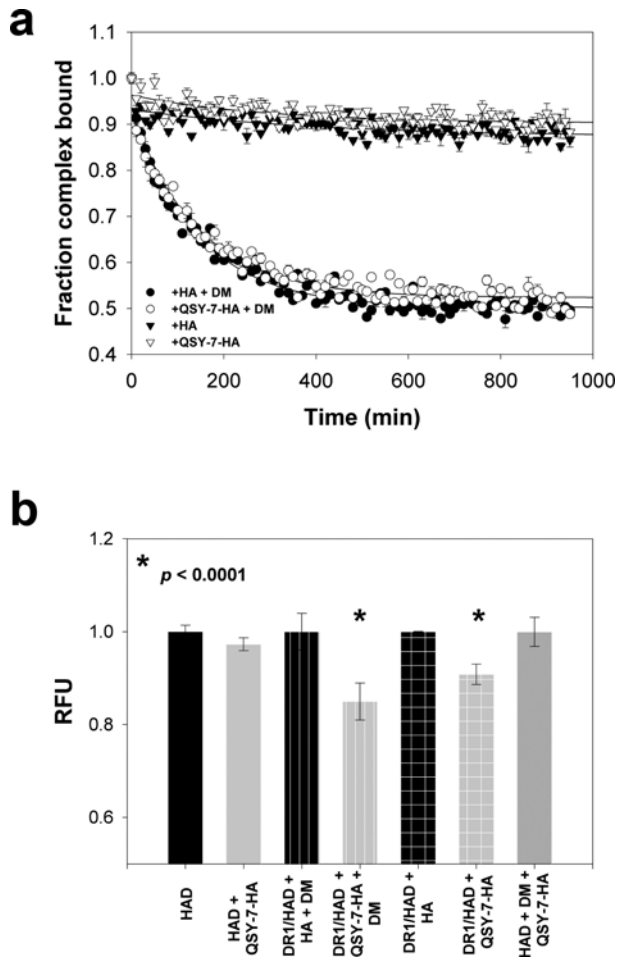 a
Fraction complex bound
1.1
1.0
0.9
0.8
0.7
0.6
0.5
0.4
+HA + DM
+QSY-7-HA + DM
+HA
+QSY-7-HA
0 200 400 600 800 1000
Time (min)
b
RFU
1.2
1.0
0.8
0.6
* p < 0.0001
*
*
HAD
HAD +
QSY-7-HA
DR1/HAD +
HA + DM
DR1/HAD +
QSY-7-HA +
DM
DR1/HAD +
HA
DR1/HAD +
QSY-7-HA
HAD + DM +
QSY-7-HA